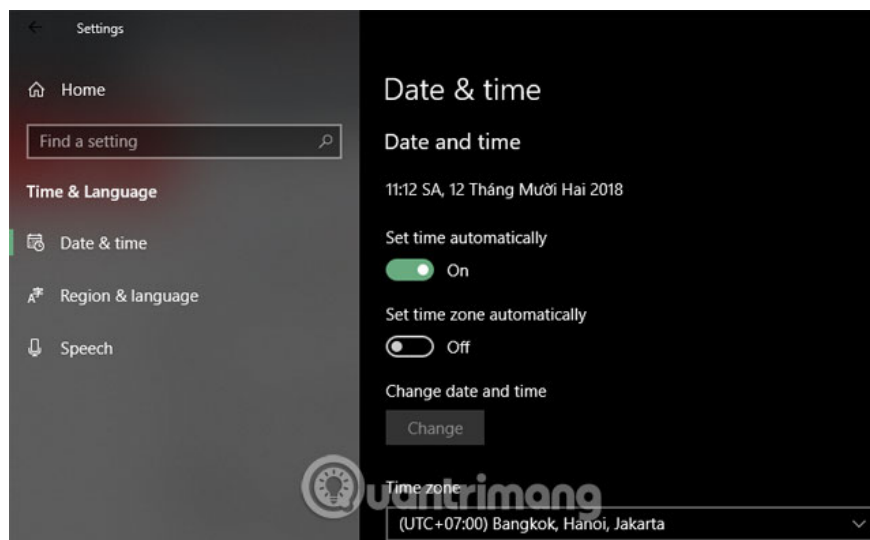 Settings
Home
Find a setting
Time & Language
Date & time
Region & language
Speech
Date & time
Date and time
11:12 SA, 12 Tháng Mười Hai 2018
Set time automatically
On
Set time zone automatically
Off
Change date and time
Change
Time zone
(UTC+07:00) Bangkok, Hanoi, Jakarta
Quantrimang